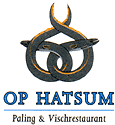 OP HATSUM
Paling & Vischrestaurant